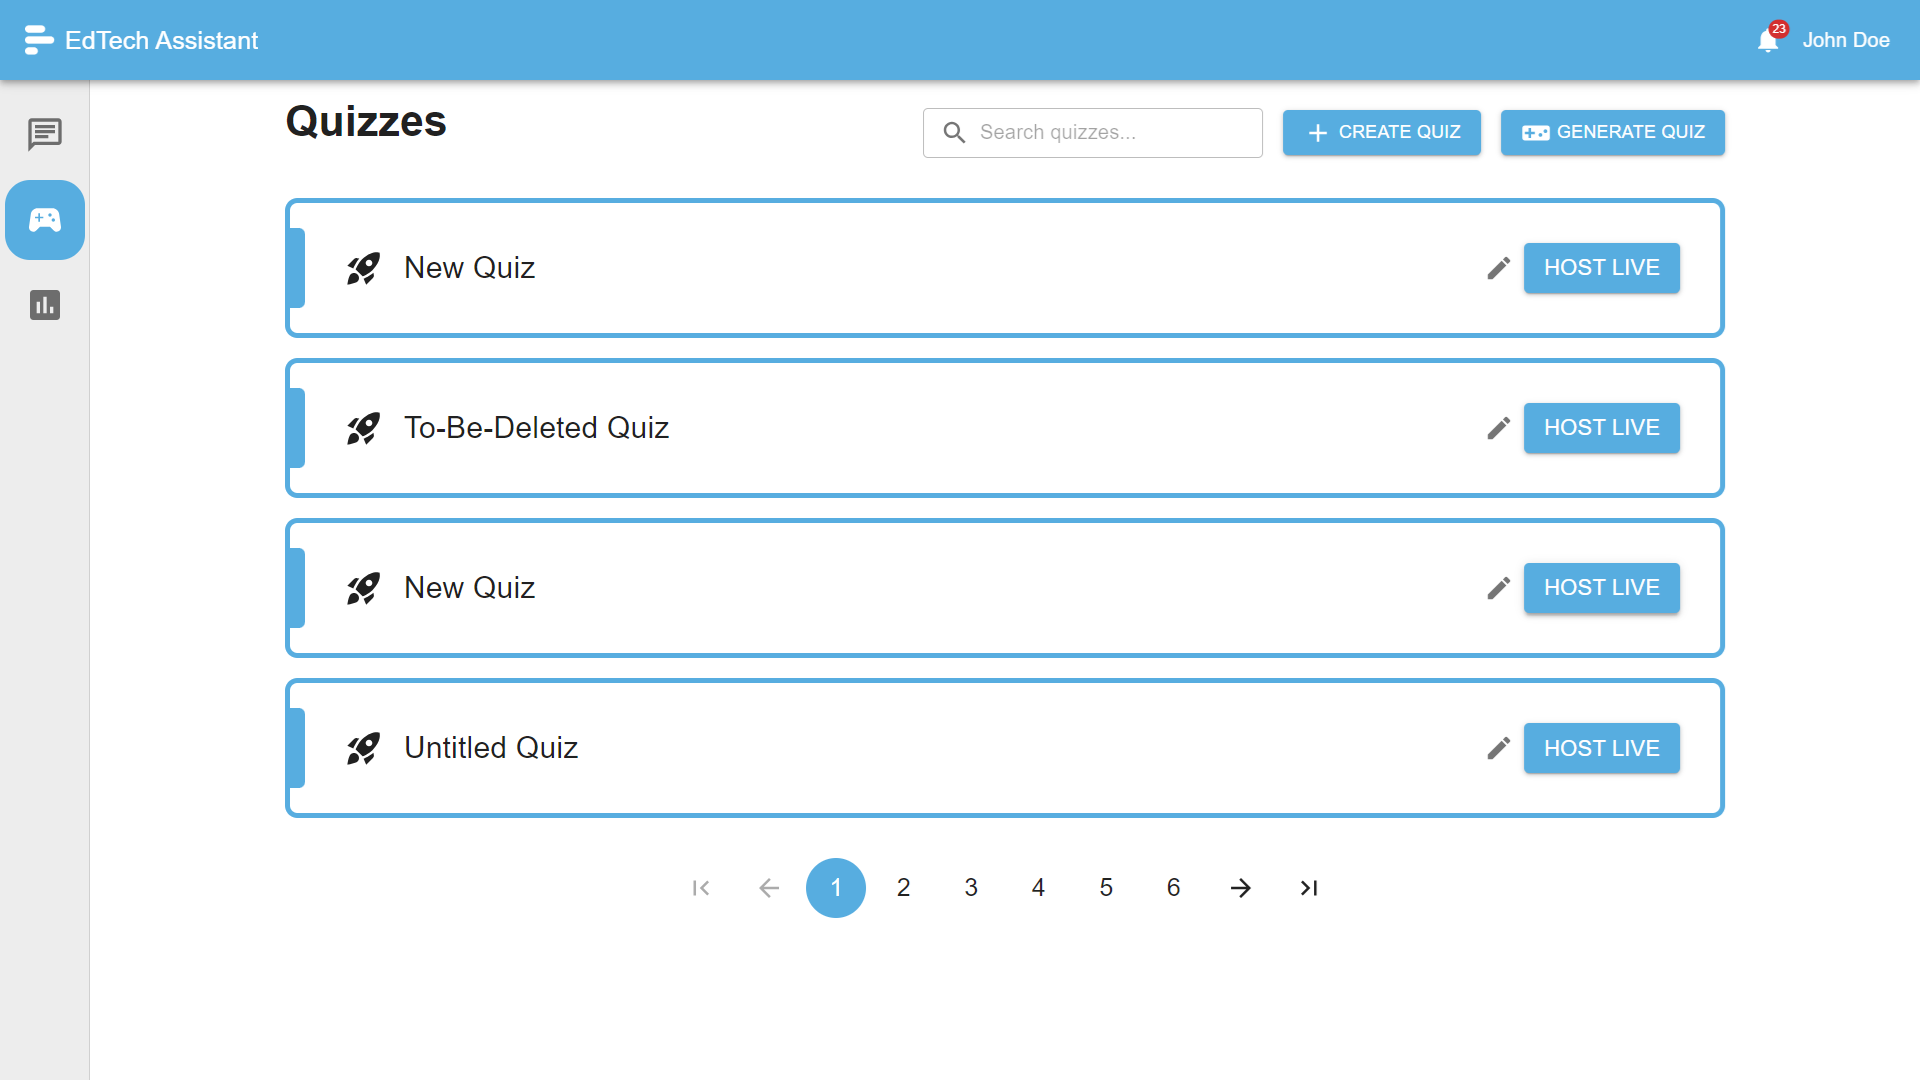 EdTech Assistant
23
John Doe
Quizzes
Search quizzes...
CREATE QUIZ
GENERATE QUIZ
New Quiz
HOST LIVE
To-Be-Deleted Quiz
HOST LIVE
New Quiz
HOST LIVE
Untitled Quiz
HOST LIVE
1 2 3 4 5 6